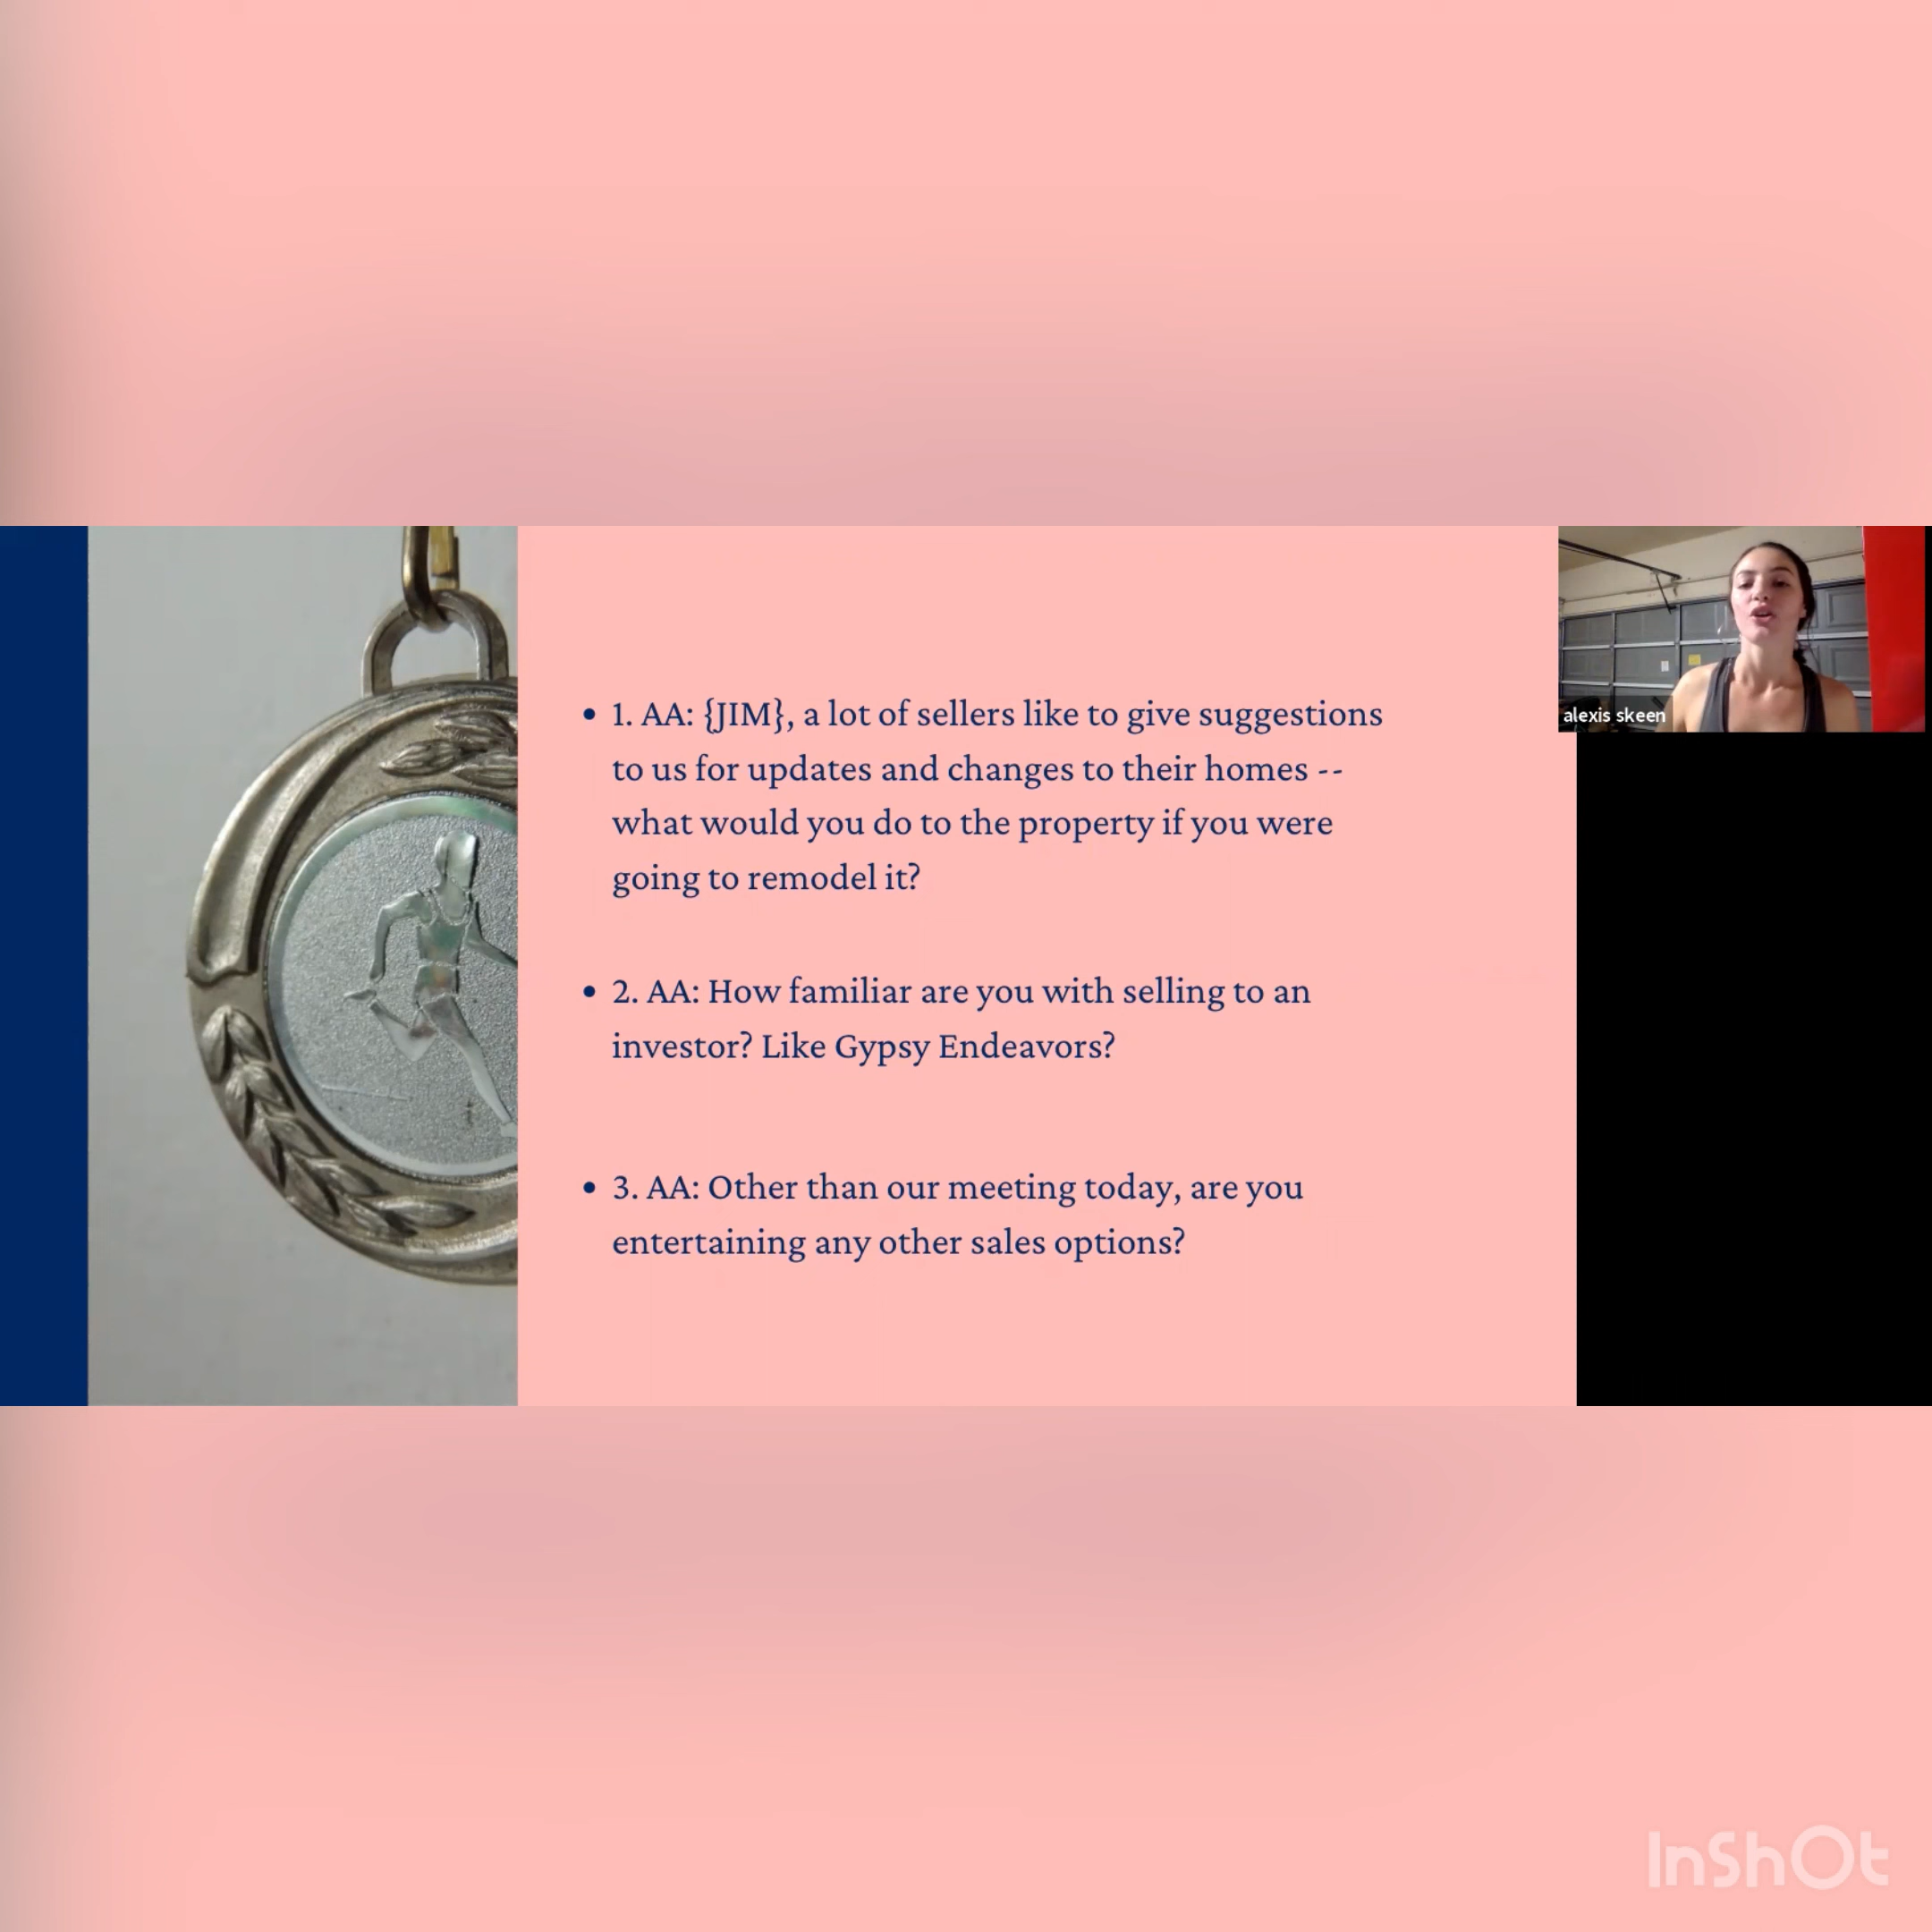 • 1. AA: {JIM}, a lot of sellers like to give suggestions
to us for updates and changes to their homes --
what would you do to the property if you were
going to remodel it?
• 2. AA: How familiar are you with selling to an
investor? Like Gypsy Endeavors?
• 3. AA: Other than our meeting today, are you
entertaining any other sales options?
alexis skeen
InShOt